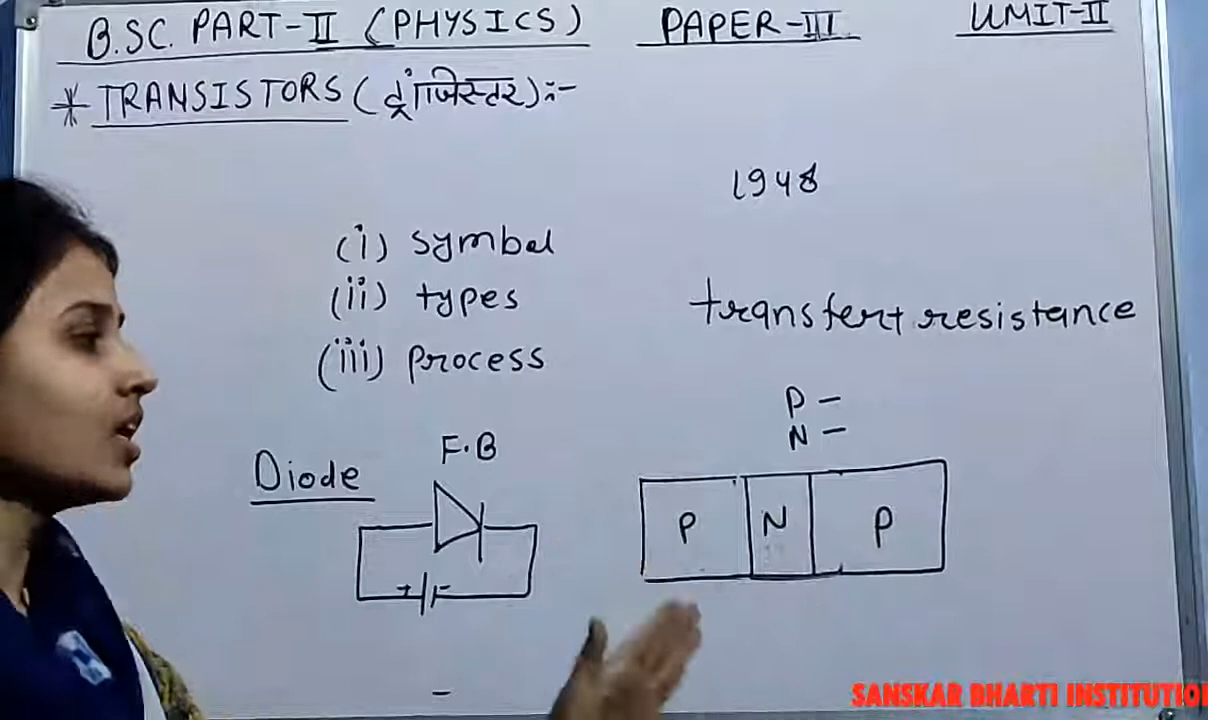 B.SC. PART-II (PHYSICS) PAPER-III UNIT-II
* TRANSISTORS (ट्रांजिस्टर):-
1948
(i) symbol
(ii) types
(iii) process
transfert resistance
P -
N -
Diode F.B
+ -
P N P
-
SANSKAR BHARTI INSTITUTION